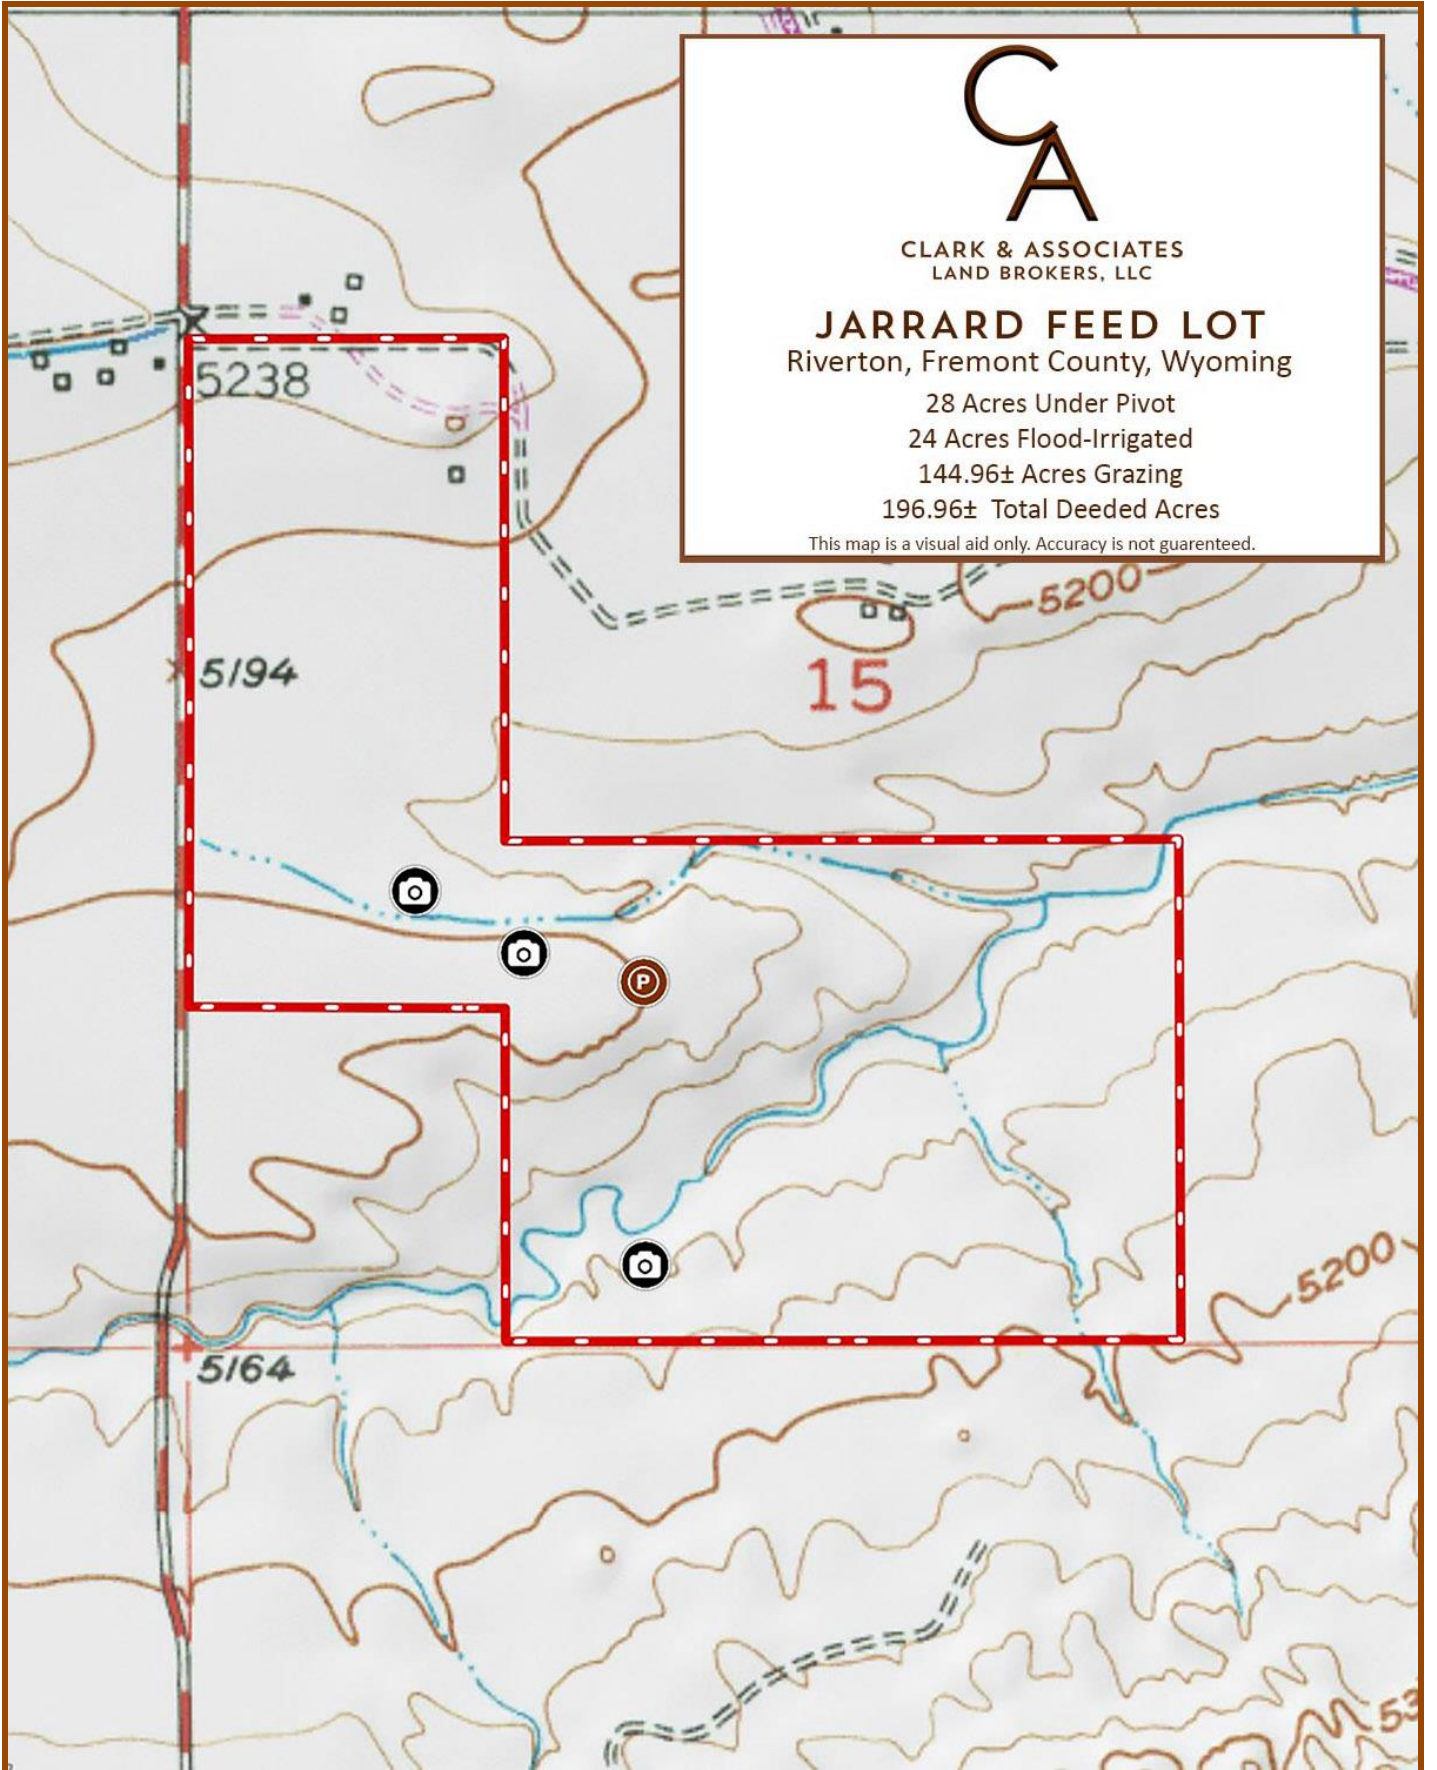 CA
CLARK & ASSOCIATES
LAND BROKERS, LLC
JARRARD FEED LOT
Riverton, Fremont County, Wyoming
28 Acres Under Pivot
24 Acres Flood-Irrigated
144.96± Acres Grazing
196.96±  Total Deeded Acres
This map is a visual aid only. Accuracy is not guarenteed.
5238
5200
5194
15
P
5200
5164
53